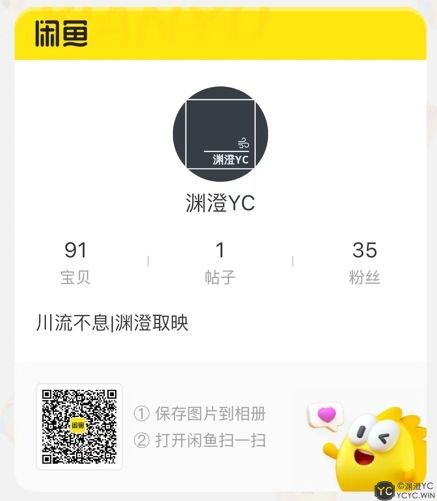 闲鱼
渊澄YC
渊澄YC
91
1
35
宝贝
帖子
粉丝
川流不息|渊澄取映
闲鱼
① 保存图片到相册
② 打开闲鱼扫一扫
YC
©渊澄YC
YCYC.WIN